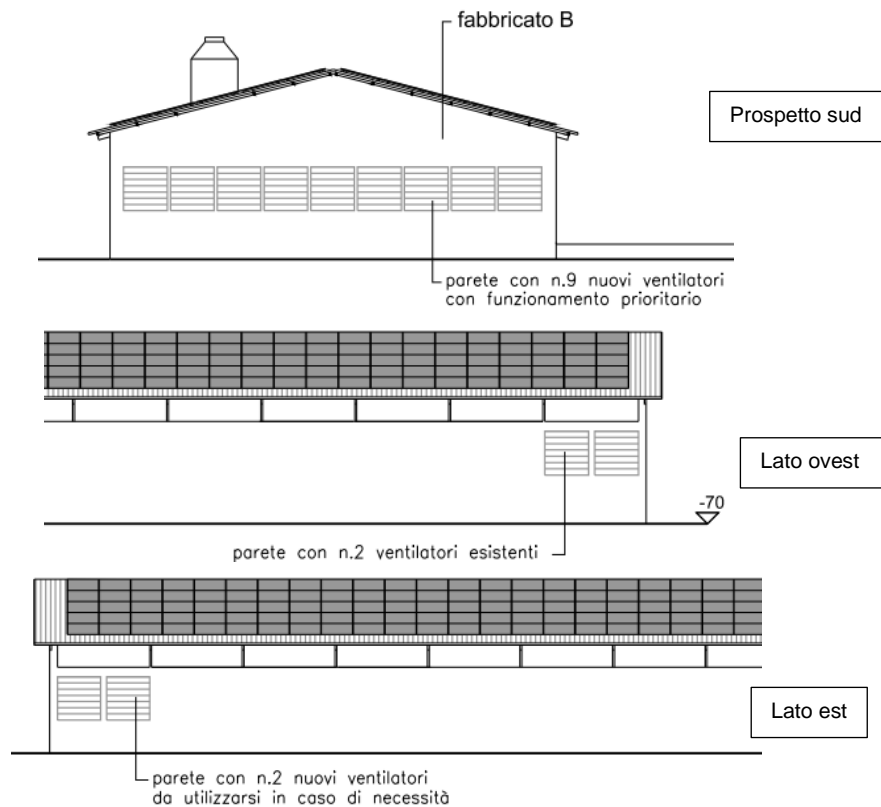 fabbricato B
Prospetto sud
parete con n.9 nuovi ventilatori
con funzionamento prioritario
Lato ovest
-70
parete con n.2 ventilatori esistenti
Lato est
parete con n.2 nuovi ventilatori
da utilizzarsi in caso di necessità